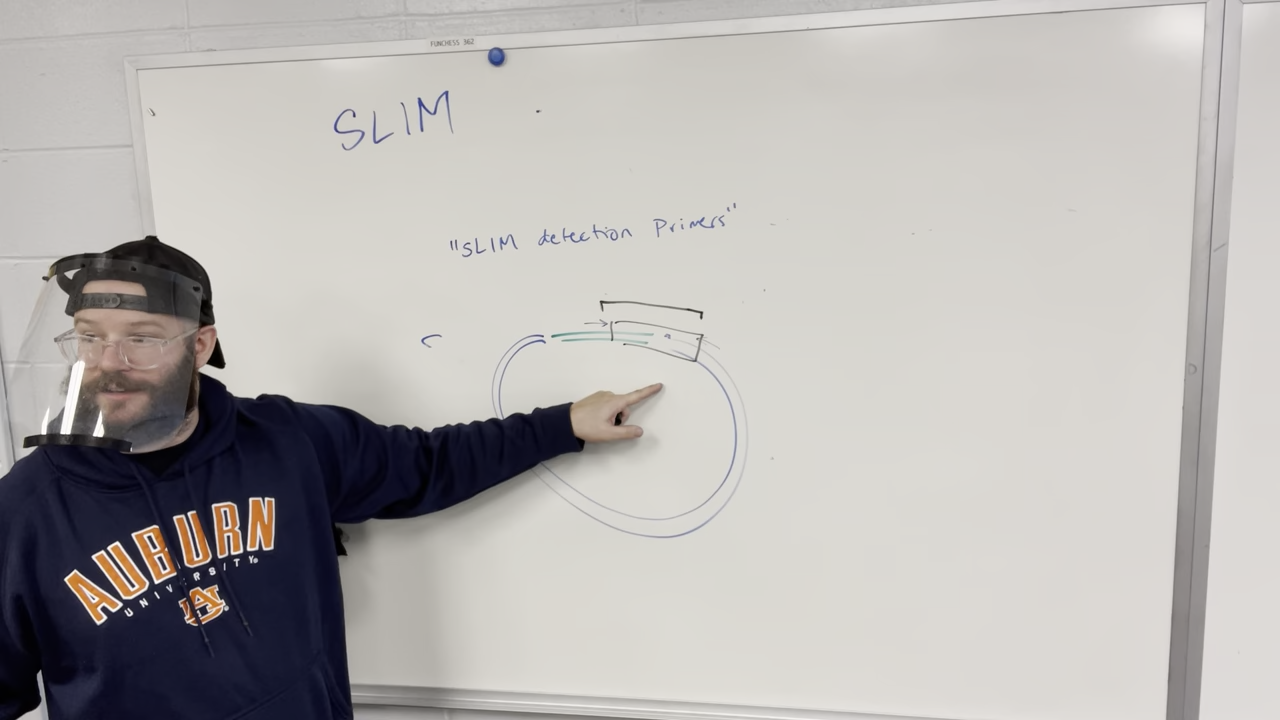 FUNCHESS 362
SLIM
"SLIM detection Primers"
AUBURN
UNIVERSITY
AU